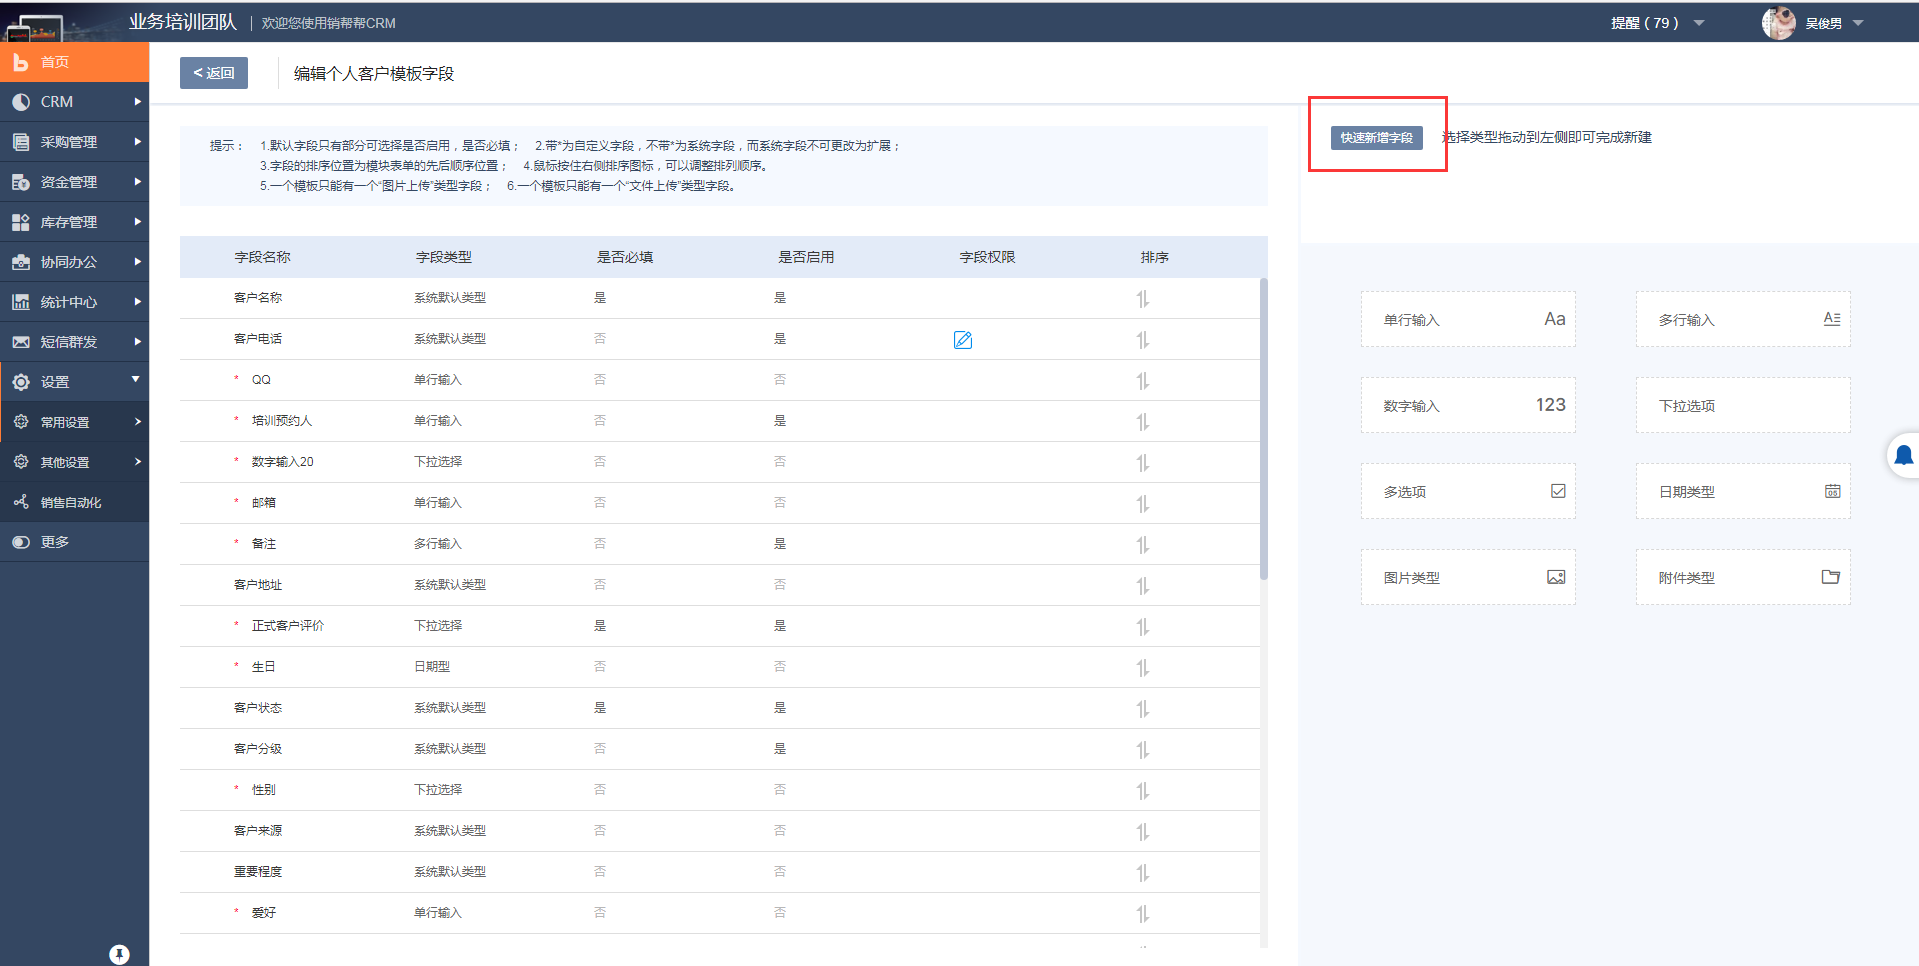 业务培训团队 | 欢迎您使用销帮帮CRM
提醒 ( 79 )
吴俊男
首页
CRM
采购管理
资金管理
库存管理
协同办公
统计中心
短信群发
设置
常用设置
其他设置
销售自动化
更多
< 返回
编辑个人客户模板字段
提示： 1.默认字段只有部分可选择是否启用，是否必填； 2.带*为自定义字段，不带*为系统字段，而系统字段不可更改为扩展；
3.字段的排序位置为模块表单的先后顺序位置； 4.鼠标按住右侧排序图标，可以调整排列顺序。
5.一个模板只能有一个“图片上传”类型字段； 6.一个模板只能有一个“文件上传”类型字段。
字段名称 字段类型 是否必填 是否启用 字段权限 排序
客户名称 系统默认类型 是 是
客户电话 系统默认类型 否 是
* QQ 单行输入 否 否
* 培训预约人 单行输入 否 是
* 数字输入20 下拉选择 否 否
* 邮箱 单行输入 否 否
* 备注 多行输入 否 是
客户地址 系统默认类型 否 否
* 正式客户评价 下拉选择 是 是
* 生日 日期型 否 否
客户状态 系统默认类型 是 是
客户分级 系统默认类型 否 是
* 性别 下拉选择 否 否
客户来源 系统默认类型 否 否
重要程度 系统默认类型 否 否
* 爱好 单行输入 否 否
快速新增字段 选择类型拖动到左侧即可完成新建
单行输入 Aa
多行输入 A
数字输入 123
下拉选项
多选项
日期类型
图片类型
附件类型